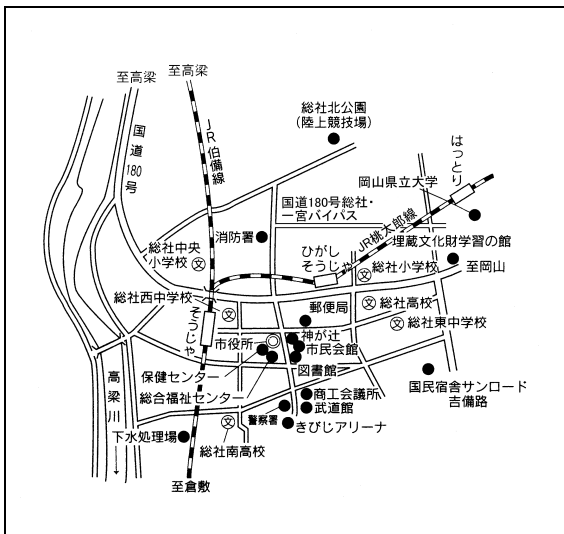 至高梁
至高梁
国道180号
JR伯備線
総社北公園
(陸上競技場)
はっとり
岡山県立大学
国道180号総社・
一宮バイパス
JR桃太郎線
消防署
埋蔵文化財学習の館
ひがし
そうじゃ
総社中央
小学校
文
文
総社小学校
至岡山
総社西中学校
文
郵便局
文
総社高校
そうじゃ
文
総社東中学校
神が辻
市役所
市民会館
保健センター
図書館
総合福祉センター
国民宿舎サンロード
吉備路
商工会議所
高梁川
警察署
武道館
文
きびじアリーナ
下水処理場
総社南高校
至倉敷